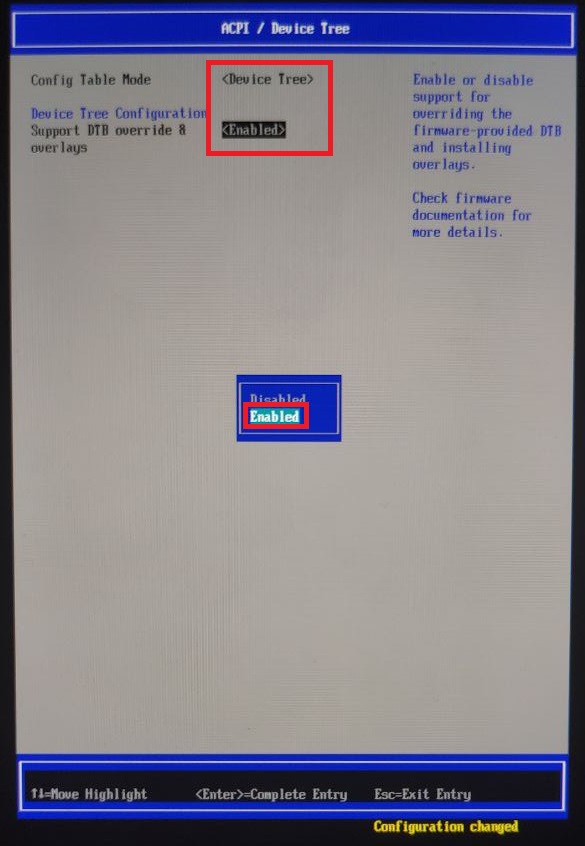 ACPI / Device Tree
Config Table Mode <Device Tree>
Device Tree Configuration
Support DTB override & <Enabled>
overlays
Enable or disable
support for
overriding the
firmware-provided DTB
and installing
overlays.
Check firmware
documentation for
more details.
Disabled
Enabled
↑↓=Move Highlight <Enter>=Complete Entry Esc=Exit Entry
Configuration changed